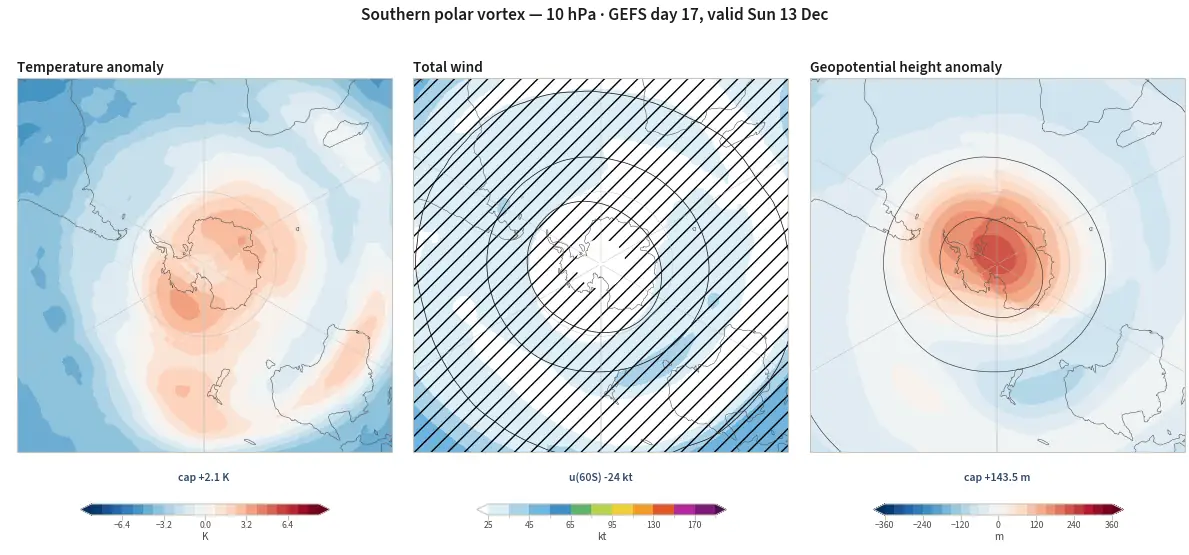 Southern polar vortex — 10 hPa · GEFS day 17, valid Sun 13 Dec
Temperature anomaly
Total wind
Geopotential height anomaly
cap +2.1 K
u(60S) -24 kt
cap +143.5 m
−6.4 −3.2 0.0 3.2 6.4
K
25 45 65 95 130 170
kt
−360 −240 −120 0 120 240 360
m